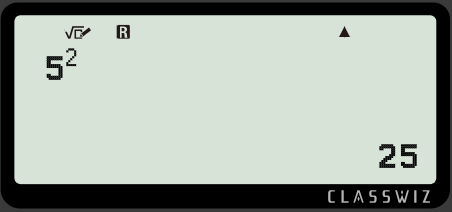 √□ R ▲
5²
25
CLASSWIZ